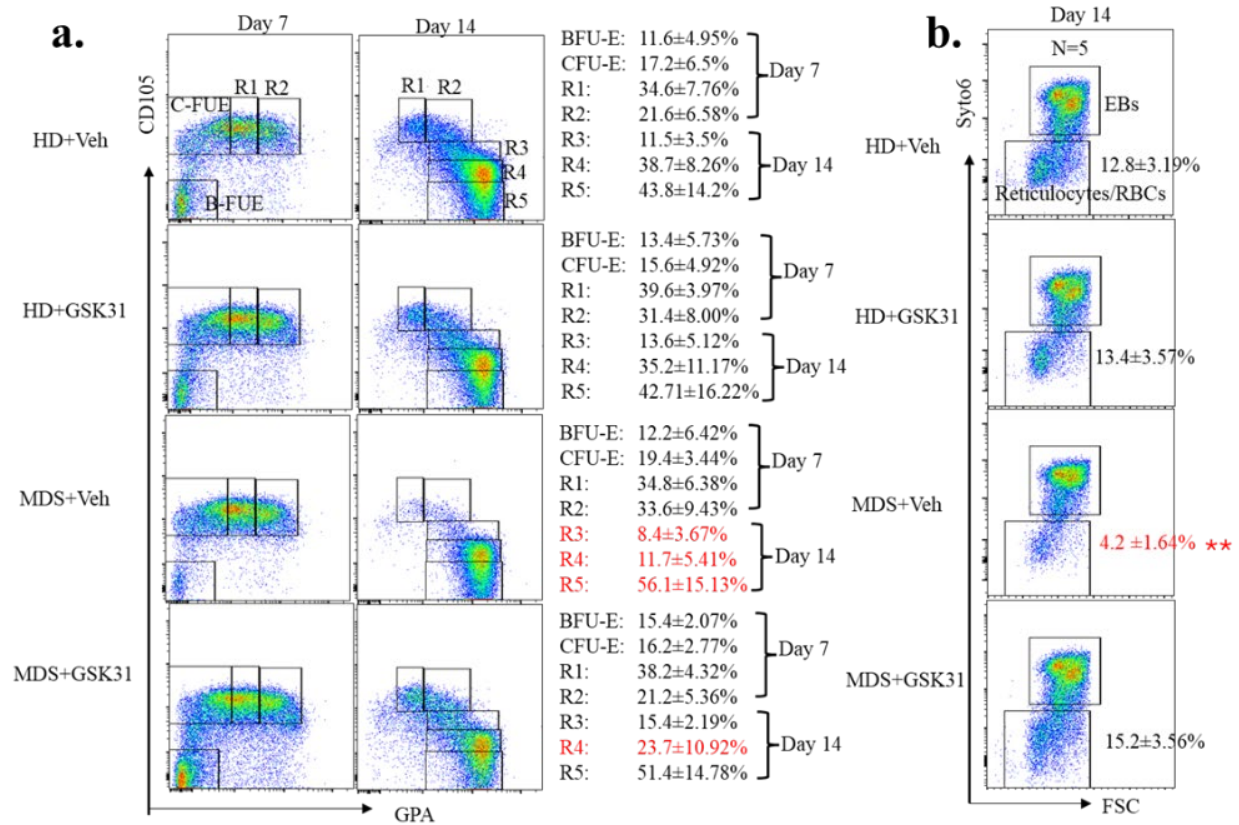 a.
Day 7
Day 14
CD105
C-FUE
R1
R2
B-FUE
R1
R2
R3
R4
R5
HD+Veh
BFU-E: 11.6±4.95%
CFU-E: 17.2±6.5%
R1: 34.6±7.76%
R2: 21.6±6.58%
Day 7
R3: 11.5±3.5%
R4: 38.7±8.26%
R5: 43.8±14.2%
Day 14
HD+GSK31
BFU-E: 13.4±5.73%
CFU-E: 15.6±4.92%
R1: 39.6±3.97%
R2: 31.4±8.00%
Day 7
R3: 13.6±5.12%
R4: 35.2±11.17%
R5: 42.71±16.22%
Day 14
MDS+Veh
BFU-E: 12.2±6.42%
CFU-E: 19.4±3.44%
R1: 34.8±6.38%
R2: 33.6±9.43%
Day 7
R3: 8.4±3.67%
R4: 11.7±5.41%
R5: 56.1±15.13%
Day 14
MDS+GSK31
BFU-E: 15.4±2.07%
CFU-E: 16.2±2.77%
R1: 38.2±4.32%
R2: 21.2±5.36%
Day 7
R3: 15.4±2.19%
R4: 23.7±10.92%
R5: 51.4±14.78%
Day 14
GPA
b.
Day 14
N=5
Syto6
EBs
HD+Veh
12.8±3.19%
Reticulocytes/RBCs
HD+GSK31
13.4±3.57%
MDS+Veh
4.2 ±1.64% **
MDS+GSK31
15.2±3.56%
FSC